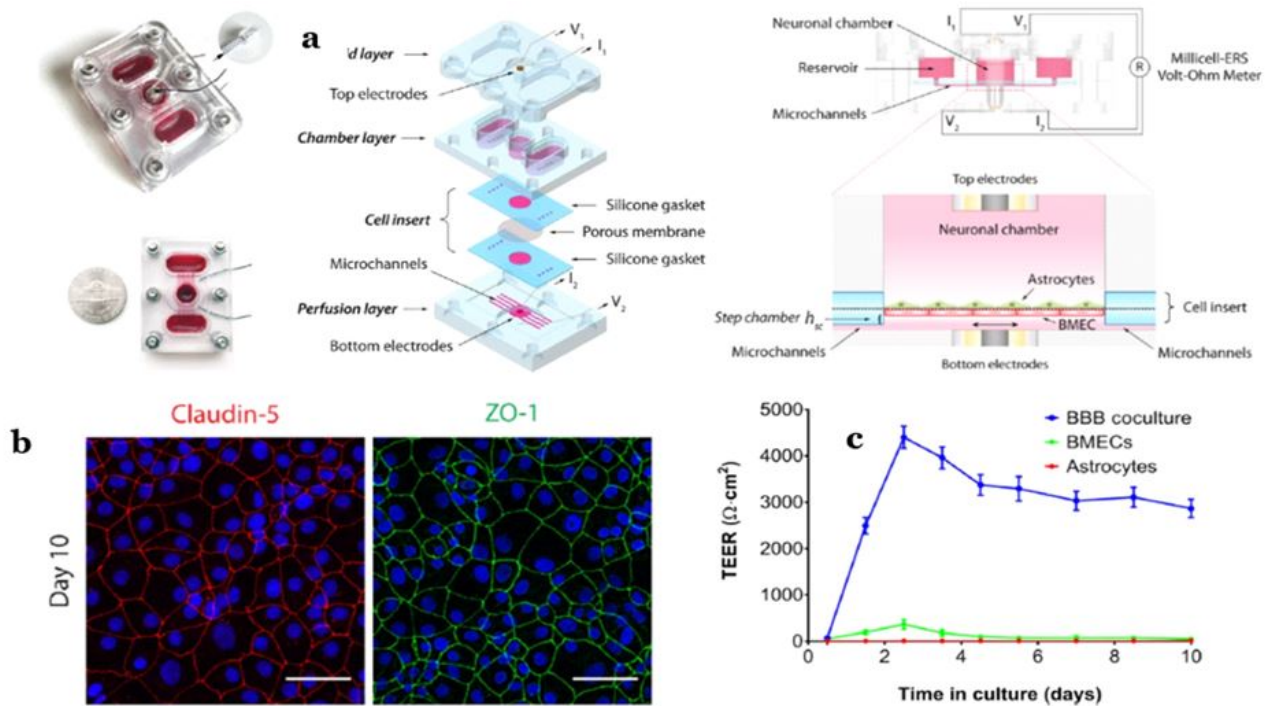 a
'd layer
V1
I1
Top electrodes
Chamber layer
Cell insert
Silicone gasket
Porous membrane
Silicone gasket
Microchannels
I2
V2
Perfusion layer
Bottom electrodes
Neuronal chamber
I1
V1
Reservoir
R
Millicell-ERS
Volt-Ohm Meter
Microchannels
V2
I2
Top electrodes
Neuronal chamber
Astrocytes
Cell insert
Step chamber hsc
BMEC
Microchannels
Microchannels
Bottom electrodes
Claudin-5
ZO-1
b
Day 10
c
5000
4000
3000
2000
1000
0
TEER (Ω·cm²)
BBB coculture
BMECs
Astrocytes
0 2 4 6 8 10
Time in culture (days)